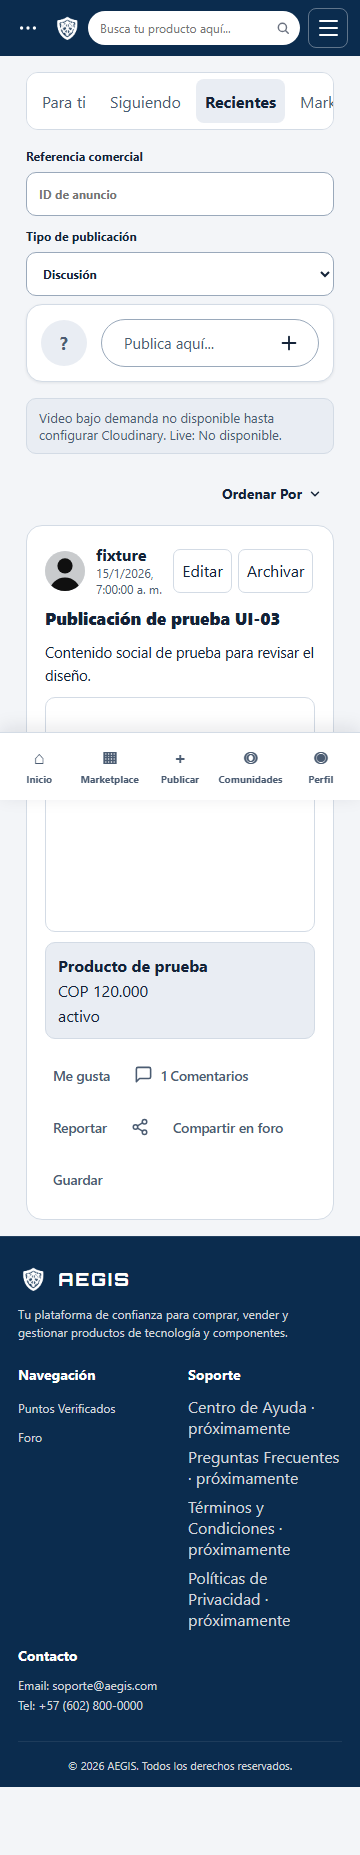 Busca tu producto aquí...
Para ti Siguiendo Recientes Mark
Referencia comercial
ID de anuncio
Tipo de publicación
Discusión
? Publica aquí... +
Video bajo demanda no disponible hasta
configurar Cloudinary. Live: No disponible.
Ordenar Por
fixture
15/1/2026,
7:00:00 a. m.
Editar Archivar
Publicación de prueba UI-03
Contenido social de prueba para revisar el
diseño.
Inicio Marketplace Publicar Comunidades Perfil
Producto de prueba
COP 120.000
activo
Me gusta 1 Comentarios
Reportar Compartir en foro
Guardar
AEGIS
Tu plataforma de confianza para comprar, vender y
gestionar productos de tecnología y componentes.
Navegación
Puntos Verificados
Foro
Soporte
Centro de Ayuda ·
próximamente
Preguntas Frecuentes
· próximamente
Términos y
Condiciones ·
próximamente
Políticas de
Privacidad ·
próximamente
Contacto
Email: soporte@aegis.com
Tel: +57 (602) 800-0000
© 2026 AEGIS. Todos los derechos reservados.